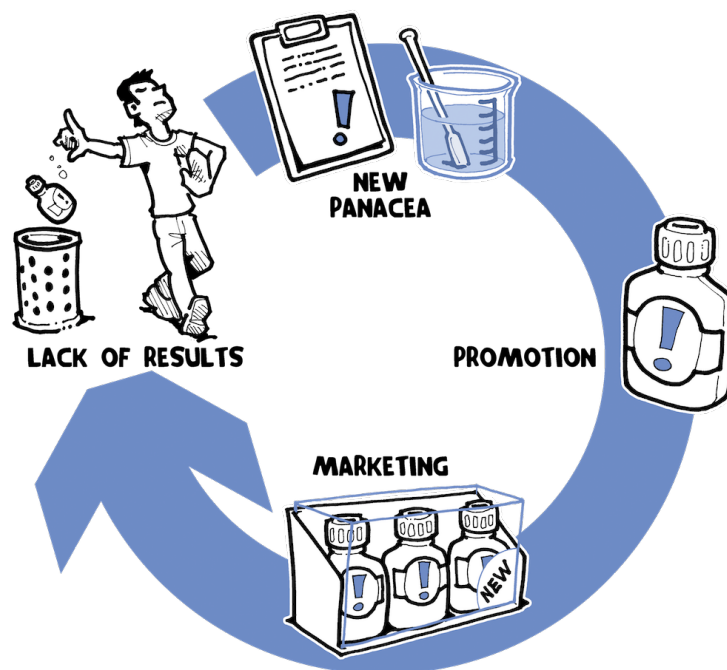 NEW
PANACEA
LACK OF RESULTS
PROMOTION
MARKETING
NEW